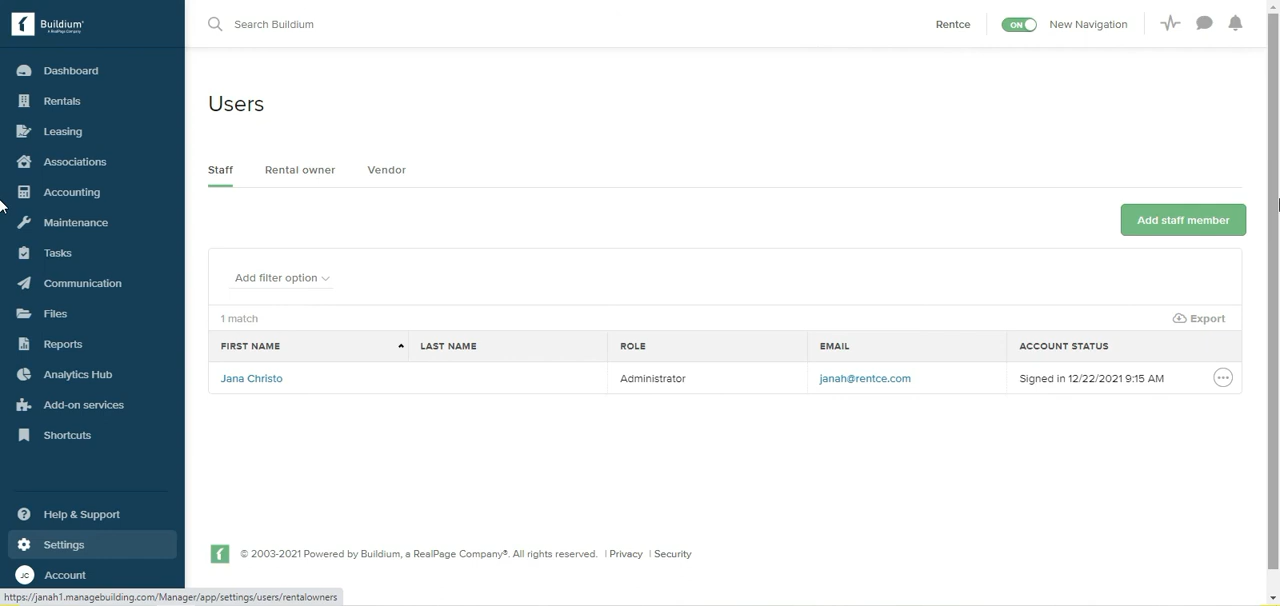 Buildium®
A RealPage Company
Search Buildium
Rentce
ON
New Navigation
Dashboard
Rentals
Leasing
Associations
Accounting
Maintenance
Tasks
Communication
Files
Reports
Analytics Hub
Add-on services
Shortcuts
Help & Support
Settings
JC
Account
Users
Staff Rental owner Vendor
Add staff member
Add filter option
1 match
Export
FIRST NAME LAST NAME ROLE EMAIL ACCOUNT STATUS
Jana Christo Administrator janah@rentce.com Signed in 12/22/2021 9:15 AM
© 2003-2021 Powered by Buildium, a RealPage Company®. All rights reserved. | Privacy | Security
https://janah1.managebuilding.com/Manager/app/settings/users/rentalowners